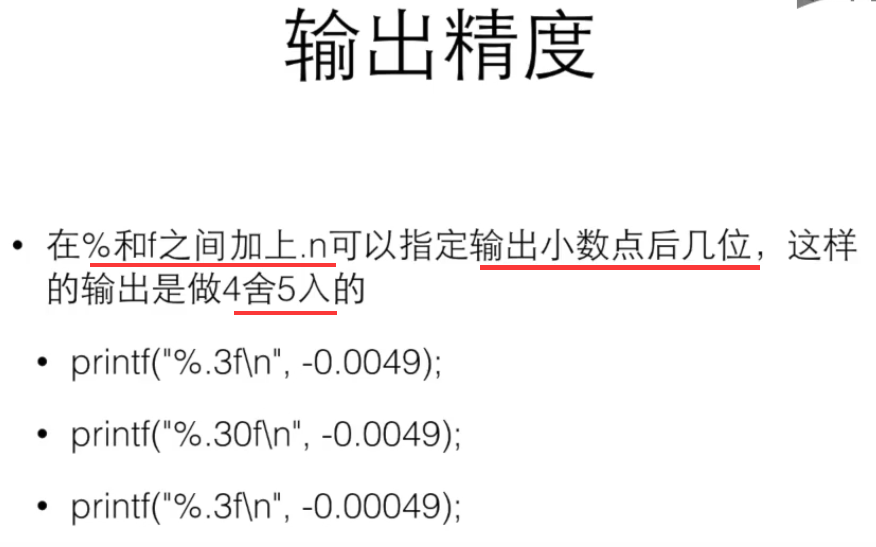 输出精度
• 在%和f之间加上.n可以指定输出小数点后几位，这样
的输出是做4舍5入的
• printf("%.3f\n", -0.0049);
• printf("%.30f\n", -0.0049);
• printf("%.3f\n", -0.00049);